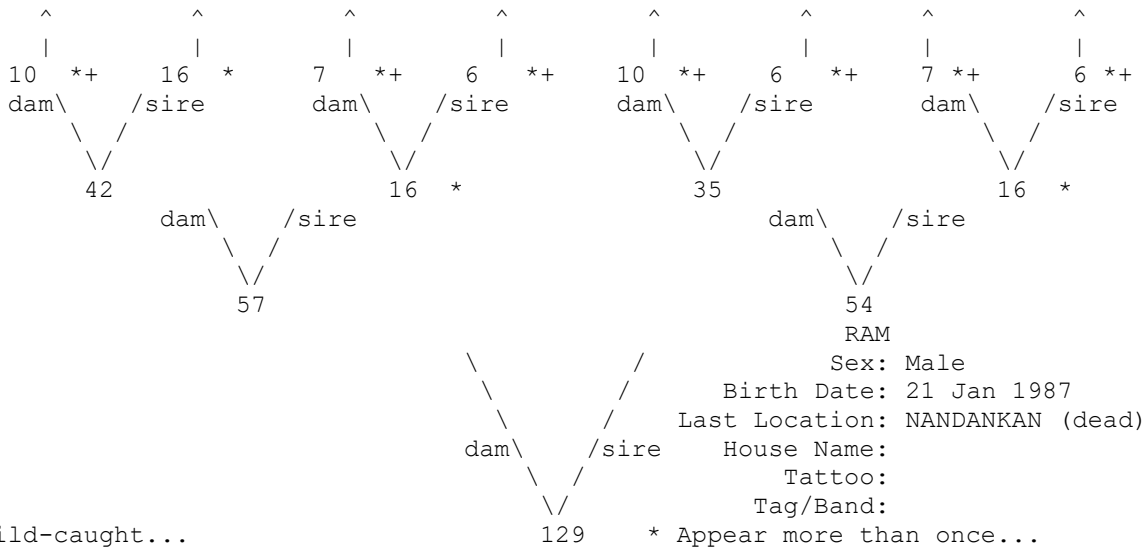 ^ ^ ^ ^ ^ ^ ^ ^
| | | | | | | |
10 *+ 16 * 7 *+ 6 *+ 10 *+ 6 *+ 7 *+ 6 *+
dam\ /sire dam\ /sire dam\ /sire dam\ /sire
\ / \ / \ / \ /
\/ \/ \/ \/
42 16 * 35 16 *
dam\ /sire dam\ /sire
\ / \ /
\/ \/
57 54
RAM
\ / Sex: Male
\ / Birth Date: 21 Jan 1987
\ / Last Location: NANDANKAN (dead)
dam\ /sire House Name:
\ / Tattoo:
\/ Tag/Band:
ild-caught... 129 * Appear more than once...